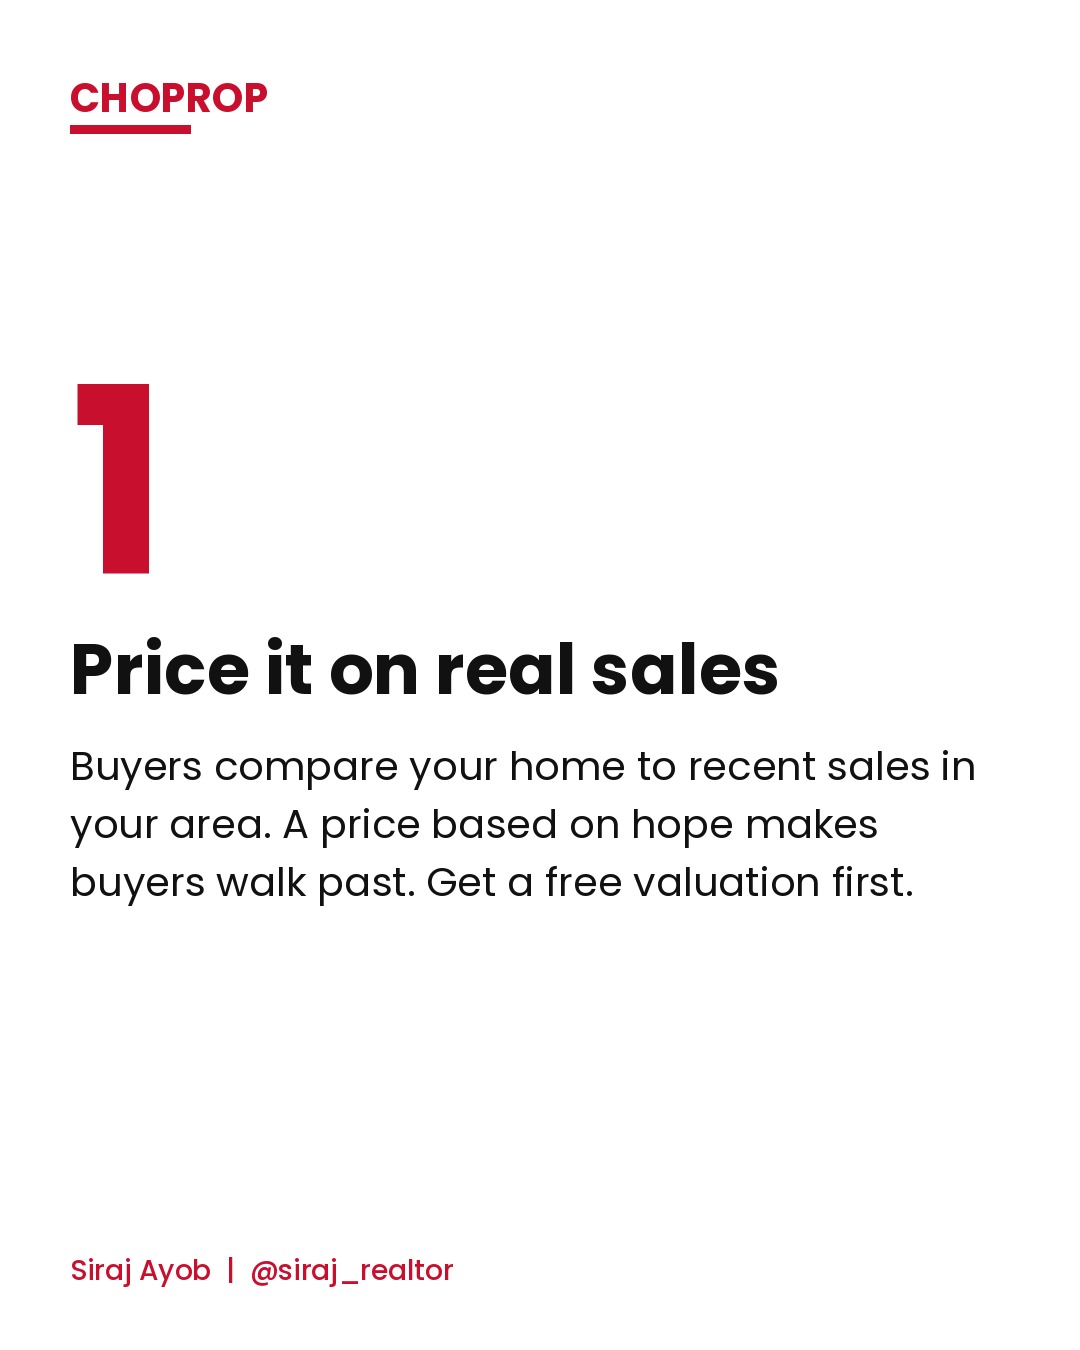 CHOPROP
1
Price it on real sales
Buyers compare your home to recent sales in
your area. A price based on hope makes
buyers walk past. Get a free valuation first.
Siraj Ayob | @siraj_realtor